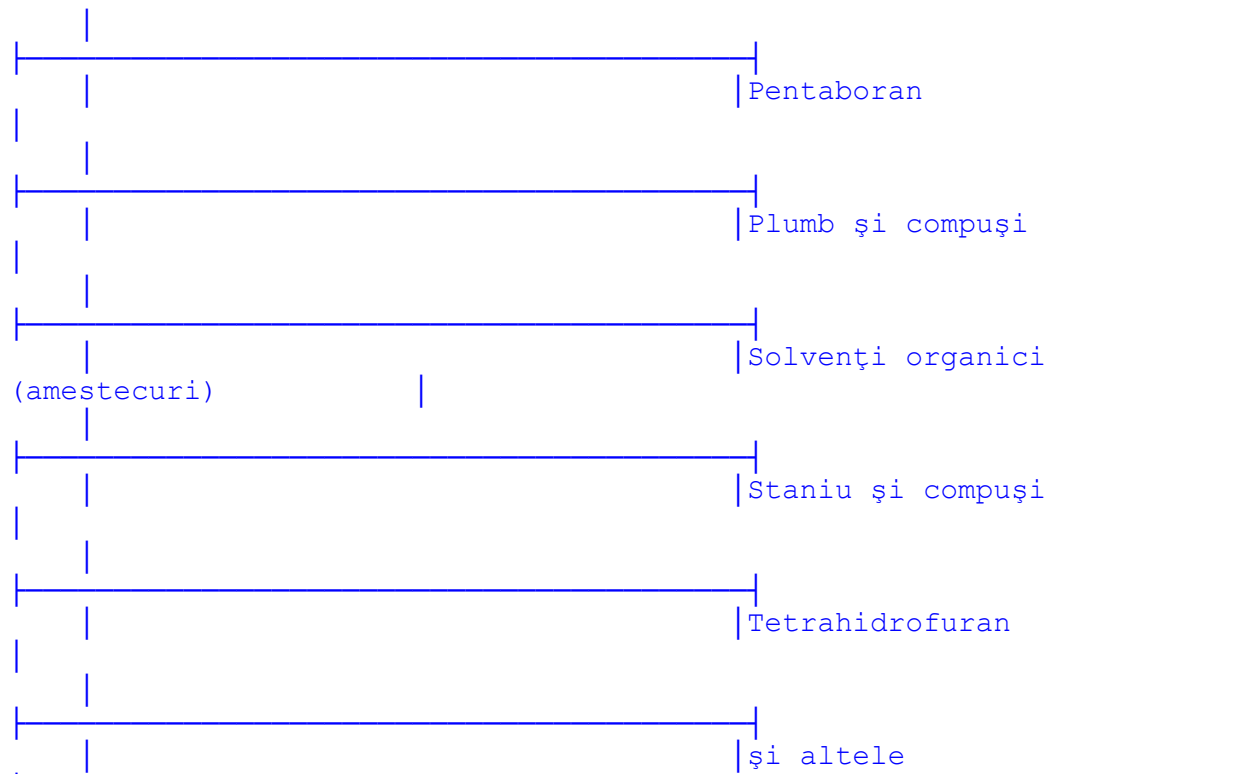 Pentaboran
Plumb şi compuşi
Solvenţi organici
(amestecuri)
Staniu şi compuşi
Tetrahidrofuran
şi altele